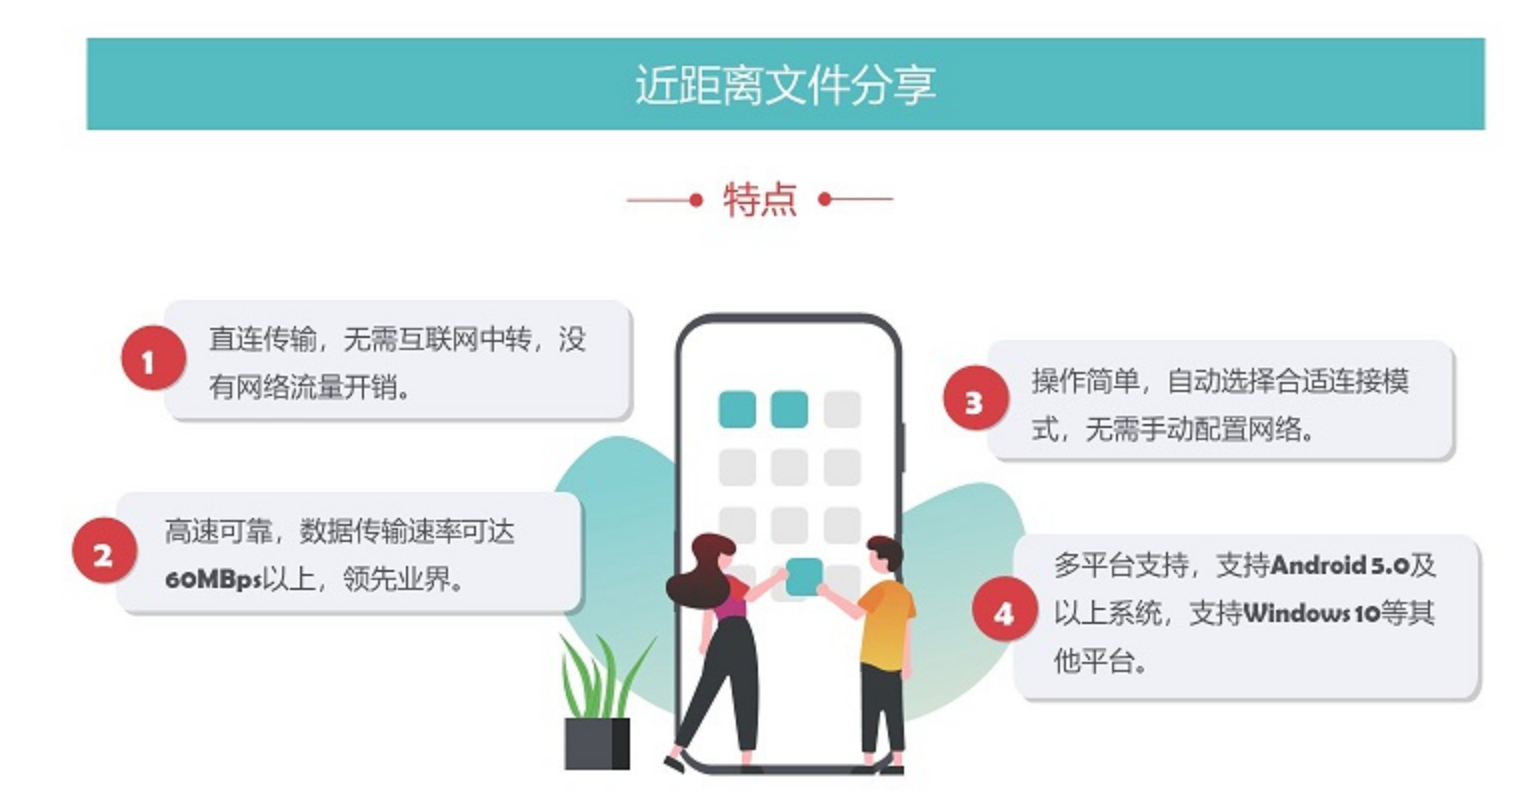 近距离文件分享
特点
1
直连传输，无需互联网中转，没
有网络流量开销。
2
高速可靠，数据传输速率可达
60MBps以上，领先业界。
3
操作简单，自动选择合适连接模
式，无需手动配置网络。
4
多平台支持，支持Android 5.0及
以上系统，支持Windows 10等其
他平台。